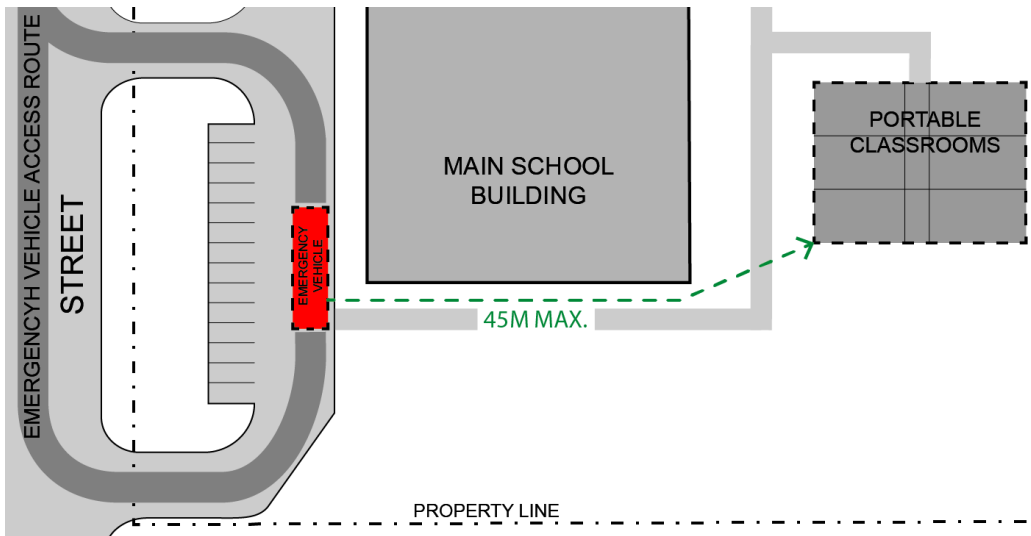 EMERGENCYH VEHICLE ACCESS ROUTE
STREET
EMERGENCY
VEHICLE
MAIN SCHOOL
BUILDING
PORTABLE
CLASSROOMS
45M MAX.
PROPERTY LINE